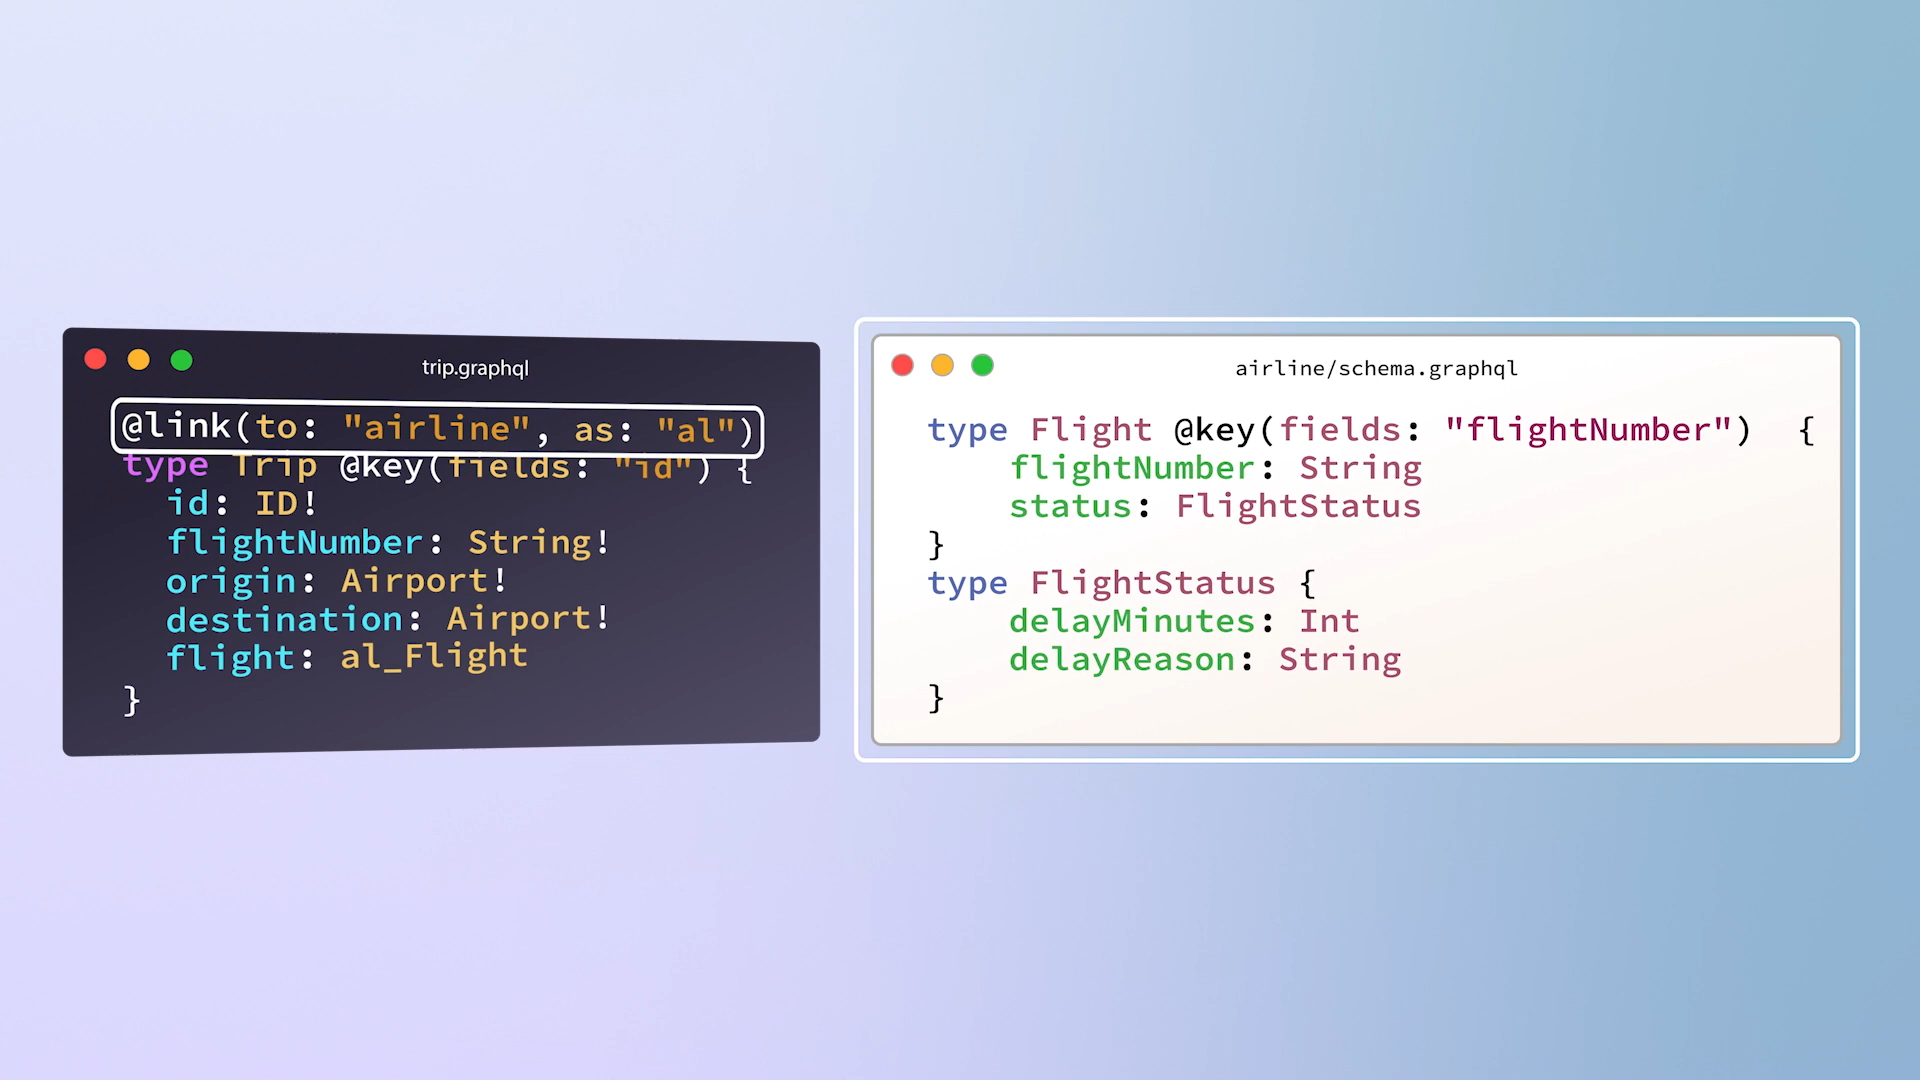 trip.graphql
@link(to: "airline", as: "al")
type Trip @key(fields: "id") {
id: ID!
flightNumber: String!
origin: Airport!
destination: Airport!
flight: al_Flight
}
airline/schema.graphql
type Flight @key(fields: "flightNumber") {
flightNumber: String
status: FlightStatus
}
type FlightStatus {
delayMinutes: Int
delayReason: String
}